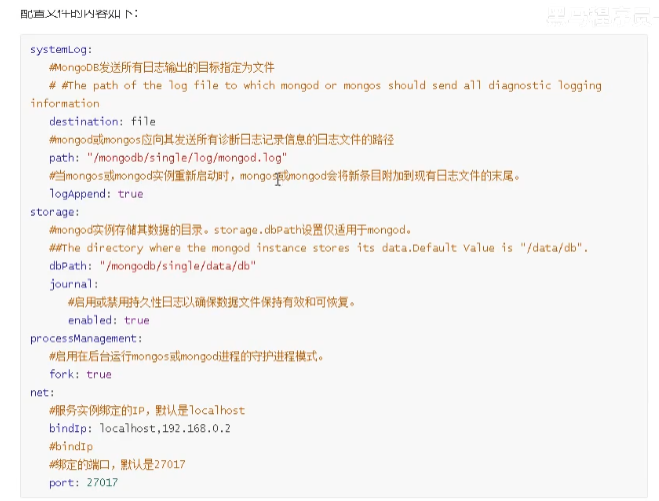 配置文件的内容如下：
systemLog:
#MongoDB发送所有日志输出的目标指定为文件
# #The path of the log file to which mongod or mongos should send all diagnostic logging
information
destination: file
#mongod或mongos应向其发送所有诊断日志记录信息的日志文件的路径
path: "/mongodb/single/log/mongod.log"
#当mongos或mongod实例重新启动时，mongos或mongod会将新条目附加到现有日志文件的末尾。
logAppend: true
storage:
#mongod实例存储其数据的目录。storage.dbPath设置仅适用于mongod。
##The directory where the mongod instance stores its data.Default Value is "/data/db".
dbPath: "/mongodb/single/data/db"
journal:
#启用或禁用持久性日志以确保数据文件保持有效和可恢复。
enabled: true
processManagement:
#启用在后台运行mongos或mongod进程的守护进程模式。
fork: true
net:
#服务实例绑定的IP，默认是localhost
bindIp: localhost,192.168.0.2
#bindIp
#绑定的端口，默认是27017
port: 27017